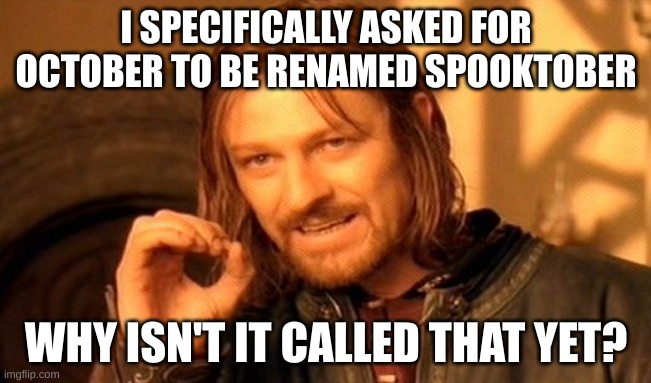 I SPECIFICALLY ASKED FOR
OCTOBER TO BE RENAMED SPOOKTOBER
WHY ISN'T IT CALLED THAT YET?
imgflip.com